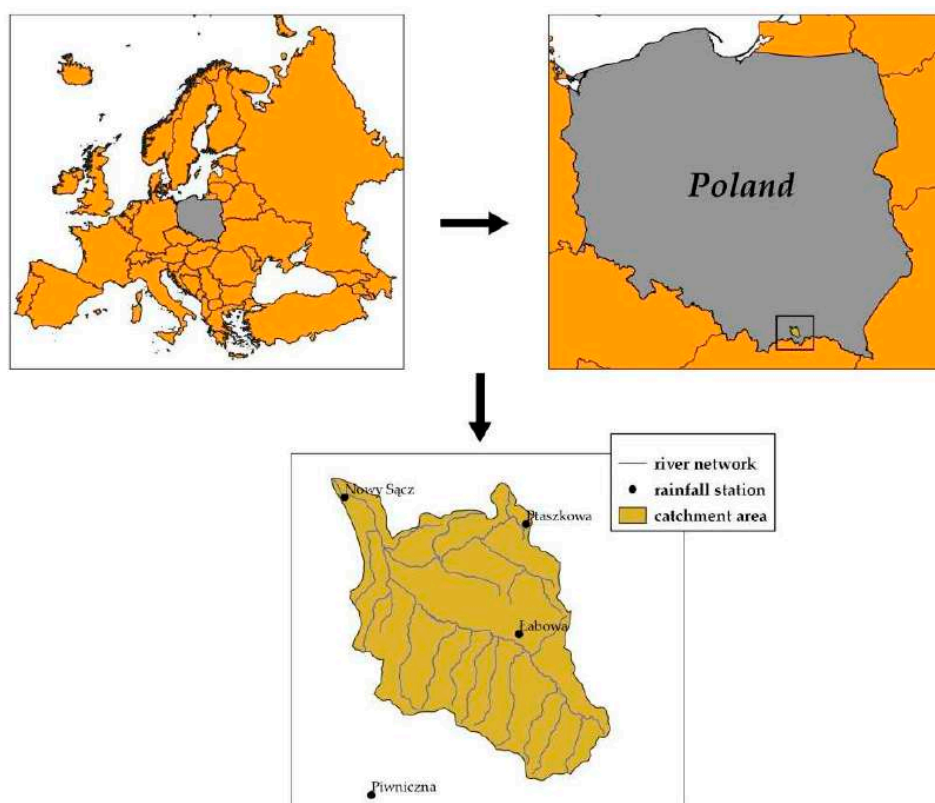 Poland
river network
rainfall station
catchment area
Nowy Sącz
Ptaszkowa
Łabowa
Piwniczna